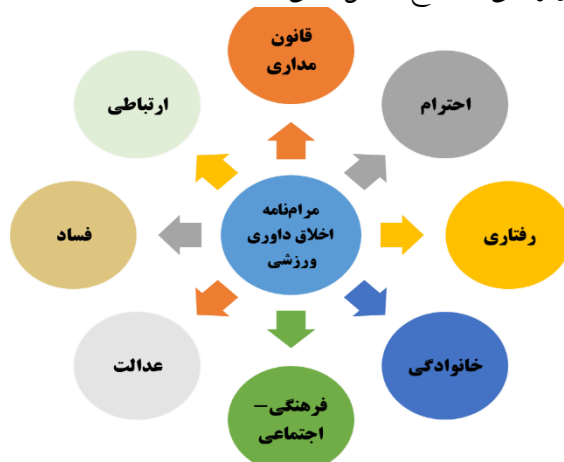 قانون
مداری
احترام
رفتاری
خانوادگی
فرهنگی–
اجتماعی
عدالت
فساد
ارتباطی
مرام‌نامه
اخلاق داوری
ورزشی